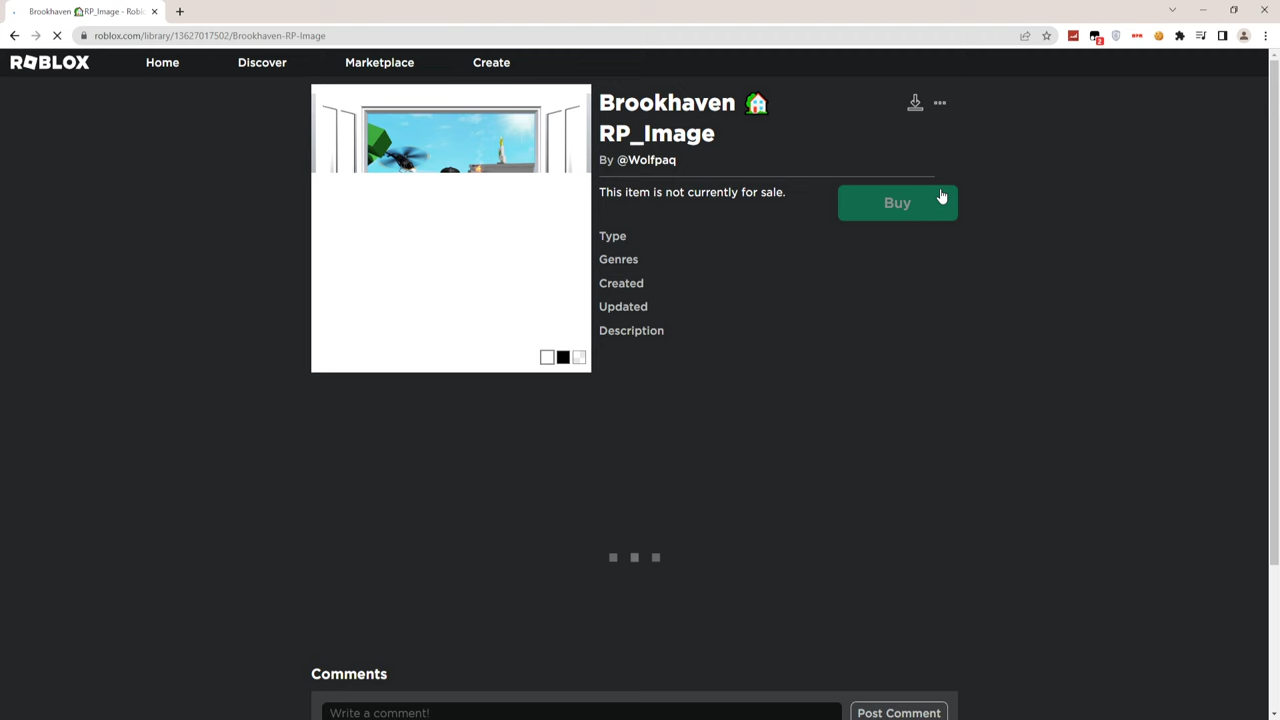 Brookhaven 🏡RP_Image - Robl
roblox.com/library/13627017502/Brookhaven-RP-Image
2
ROBLOX Home Discover Marketplace Create
Brookhaven 🏡
RP_Image
By @Wolfpaq
This item is not currently for sale.
Buy
Type
Genres
Created
Updated
Description
Comments
Write a comment!
Post Comment